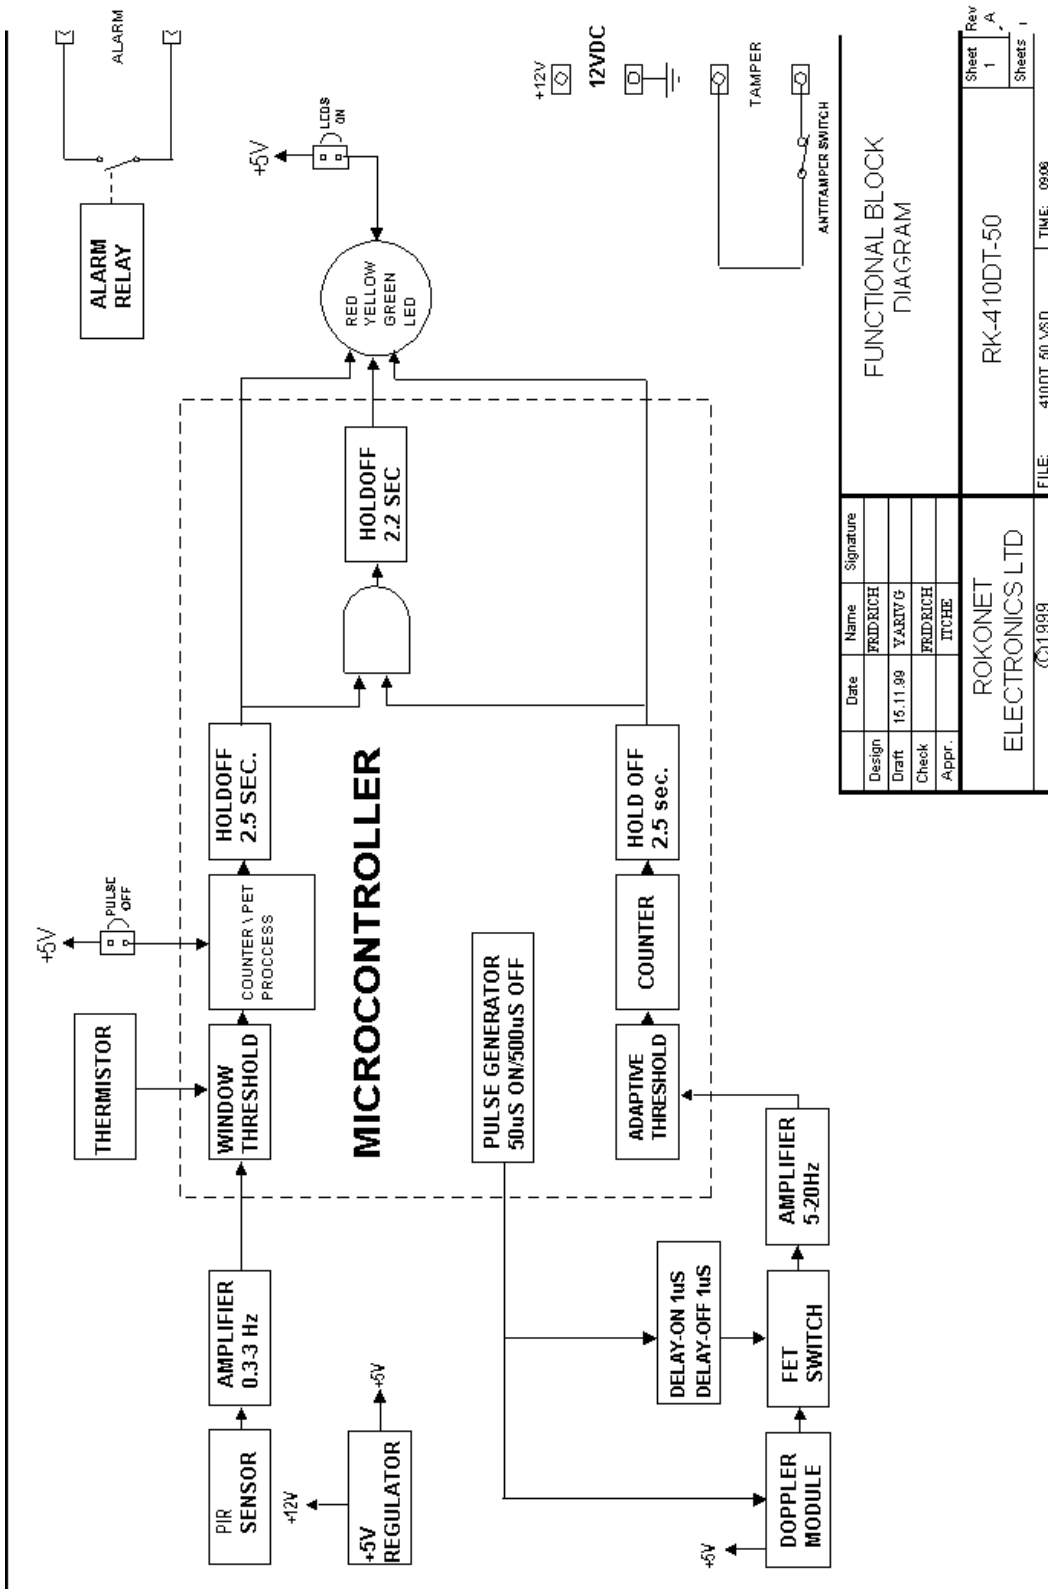 PIR
SENSOR
AMPLIFIER
0.3-3 Hz
THERMISTOR
WINDOW
THRESHOLD
+5V
PULSE
OFF
COUNTER \ PET
PROCCESS
HOLDOFF
2.5 SEC.
ALARM
RELAY
ALARM
+12V
+5V
REGULATOR
+5V
MICROCONTROLLER
HOLDOFF
2.2 SEC
RED
YELLOW
GREEN
LED
+5V
LEDS
ON
PULSE GENERATOR
50uS ON/500uS OFF
ADAPTIVE
THRESHOLD
COUNTER
HOLD OFF
2.5 sec.
+12V
12VDC
TAMPER
ANTITAMPER SWITCH
DELAY-ON 1uS
DELAY-OFF 1uS
+5V
DOPPLER
MODULE
FET
SWITCH
AMPLIFIER
5-20Hz
Date Name Signature
Design FRIDRICH
Draft 15.11.99 YARIV G
Check FRIDRICH
Appr. ITCHE
FUNCTIONAL BLOCK
DIAGRAM
ROKONET
ELECTRONICS LTD
RK-410DT-50
Sheet
1
Rev
A
Sheets 1
©1999
FILE: 410DT_50.VSD
TIME: 0906